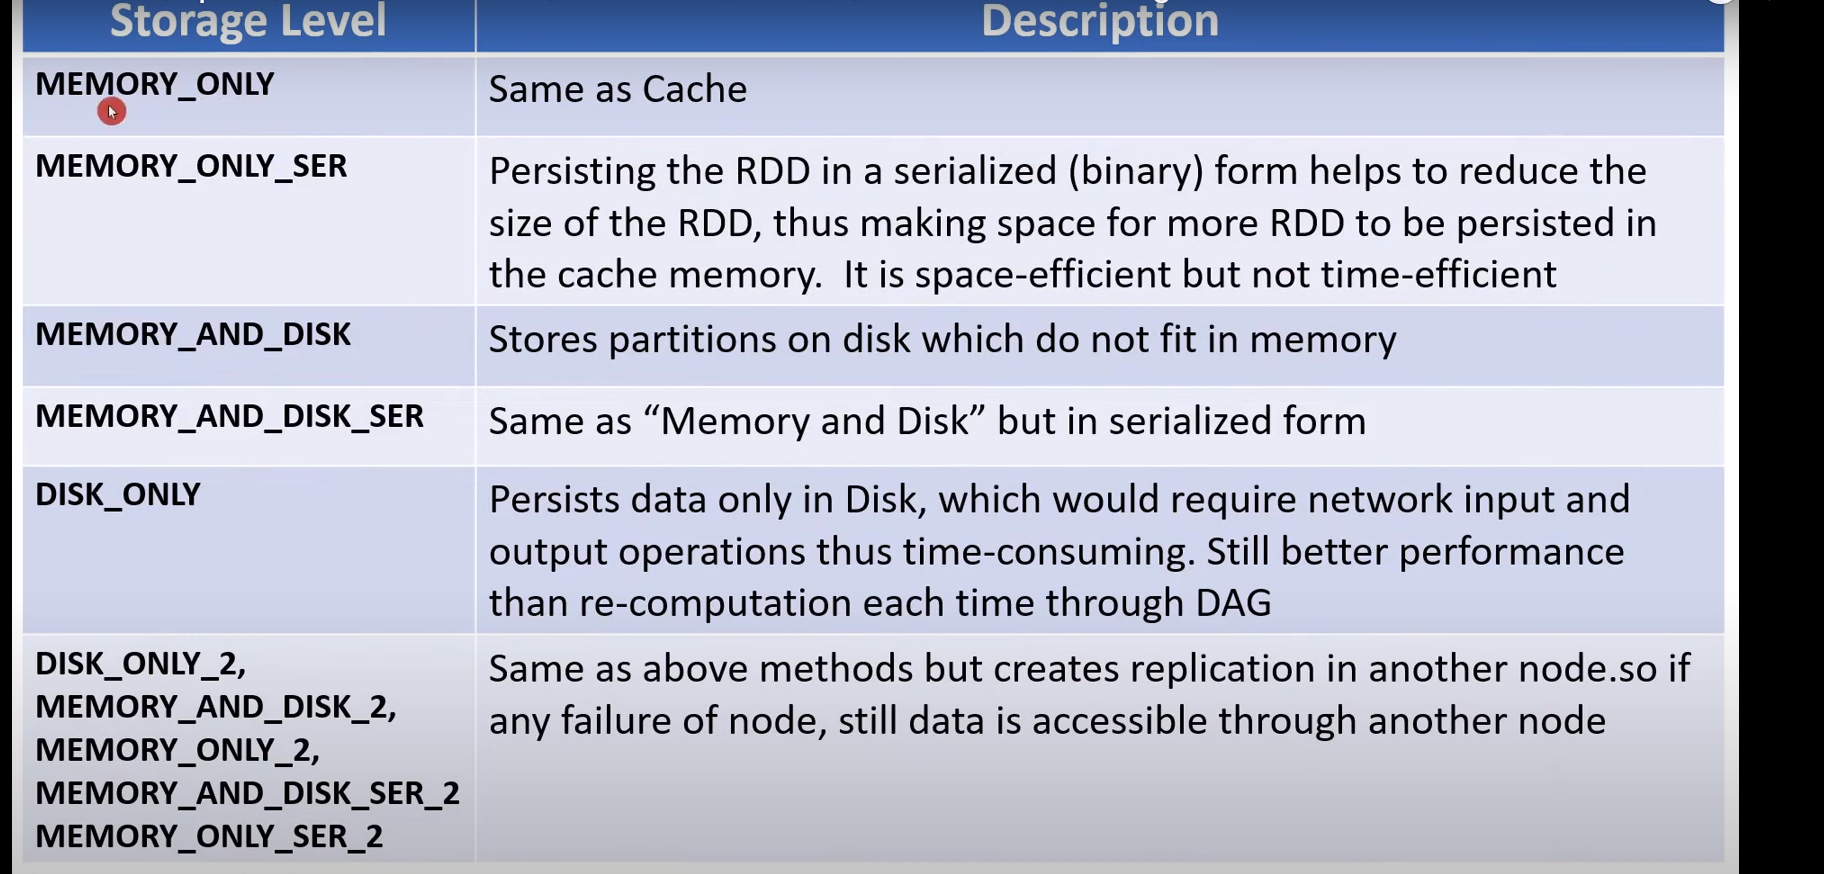 Storage Level
Description
MEMORY_ONLY
Same as Cache
MEMORY_ONLY_SER
Persisting the RDD in a serialized (binary) form helps to reduce the
size of the RDD, thus making space for more RDD to be persisted in
the cache memory.  It is space-efficient but not time-efficient
MEMORY_AND_DISK
Stores partitions on disk which do not fit in memory
MEMORY_AND_DISK_SER
Same as “Memory and Disk” but in serialized form
DISK_ONLY
Persists data only in Disk, which would require network input and
output operations thus time-consuming. Still better performance
than re-computation each time through DAG
DISK_ONLY_2,
MEMORY_AND_DISK_2,
MEMORY_ONLY_2,
MEMORY_AND_DISK_SER_2
MEMORY_ONLY_SER_2
Same as above methods but creates replication in another node.so if
any failure of node, still data is accessible through another node